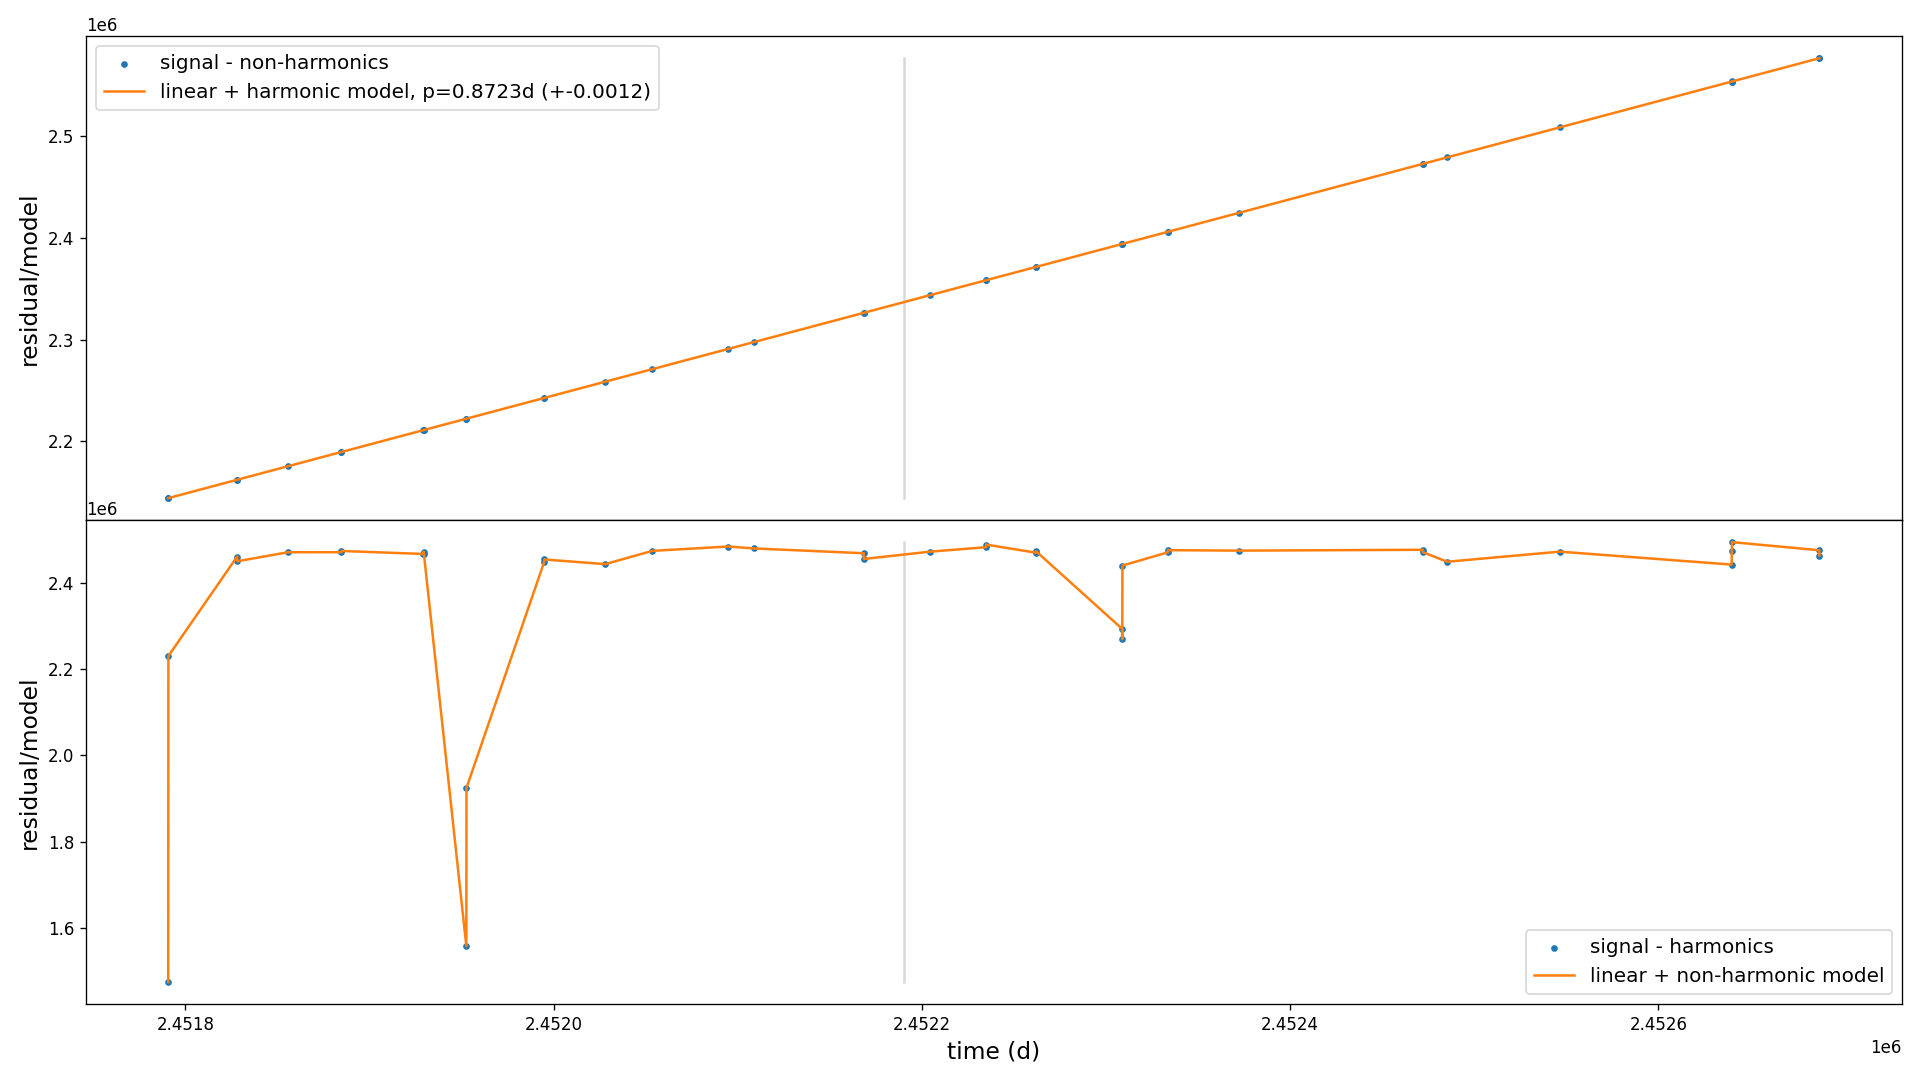 1e6
signal - non-harmonics
linear + harmonic model, p=0.8723d (+-0.0012)
2.5
2.4
2.3
2.2
residual/model
1e6
2.4
2.2
2.0
1.8
1.6
residual/model
signal - harmonics
linear + non-harmonic model
2.4518
2.4520
2.4522
2.4524
2.4526
time (d)
1e6